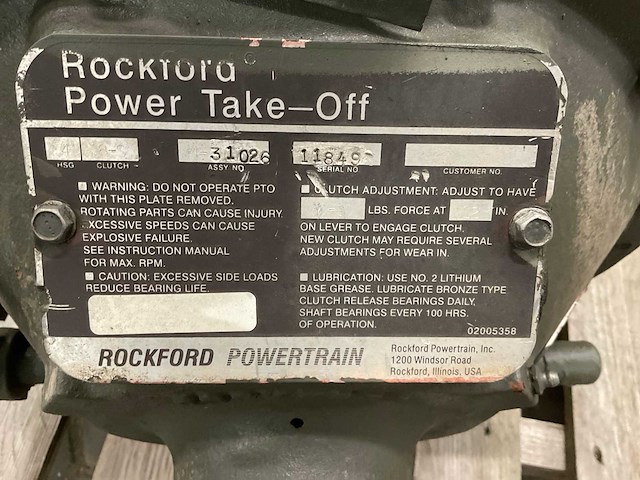 Rockford
Power Take-Off
31026
HSG CLUTCH ASSY NO. SERIAL NO. CUSTOMER NO.
■ WARNING: DO NOT OPERATE PTO
WITH THIS PLATE REMOVED.
ROTATING PARTS CAN CAUSE INJURY.
EXCESSIVE SPEEDS CAN CAUSE
EXPLOSIVE FAILURE.
SEE INSTRUCTION MANUAL
FOR MAX. RPM.
■ CAUTION: EXCESSIVE SIDE LOADS
REDUCE BEARING LIFE.
■ CLUTCH ADJUSTMENT: ADJUST TO HAVE
LBS. FORCE AT IN.
ON LEVER TO ENGAGE CLUTCH.
NEW CLUTCH MAY REQUIRE SEVERAL
ADJUSTMENTS FOR WEAR IN.
■ LUBRICATION: USE NO. 2 LITHIUM
BASE GREASE. LUBRICATE BRONZE TYPE
CLUTCH RELEASE BEARINGS DAILY,
SHAFT BEARINGS EVERY 100 HRS.
OF OPERATION.
02005358
ROCKFORD POWERTRAIN
Rockford Powertrain, Inc.
1200 Windsor Road
Rockford, Illinois, USA